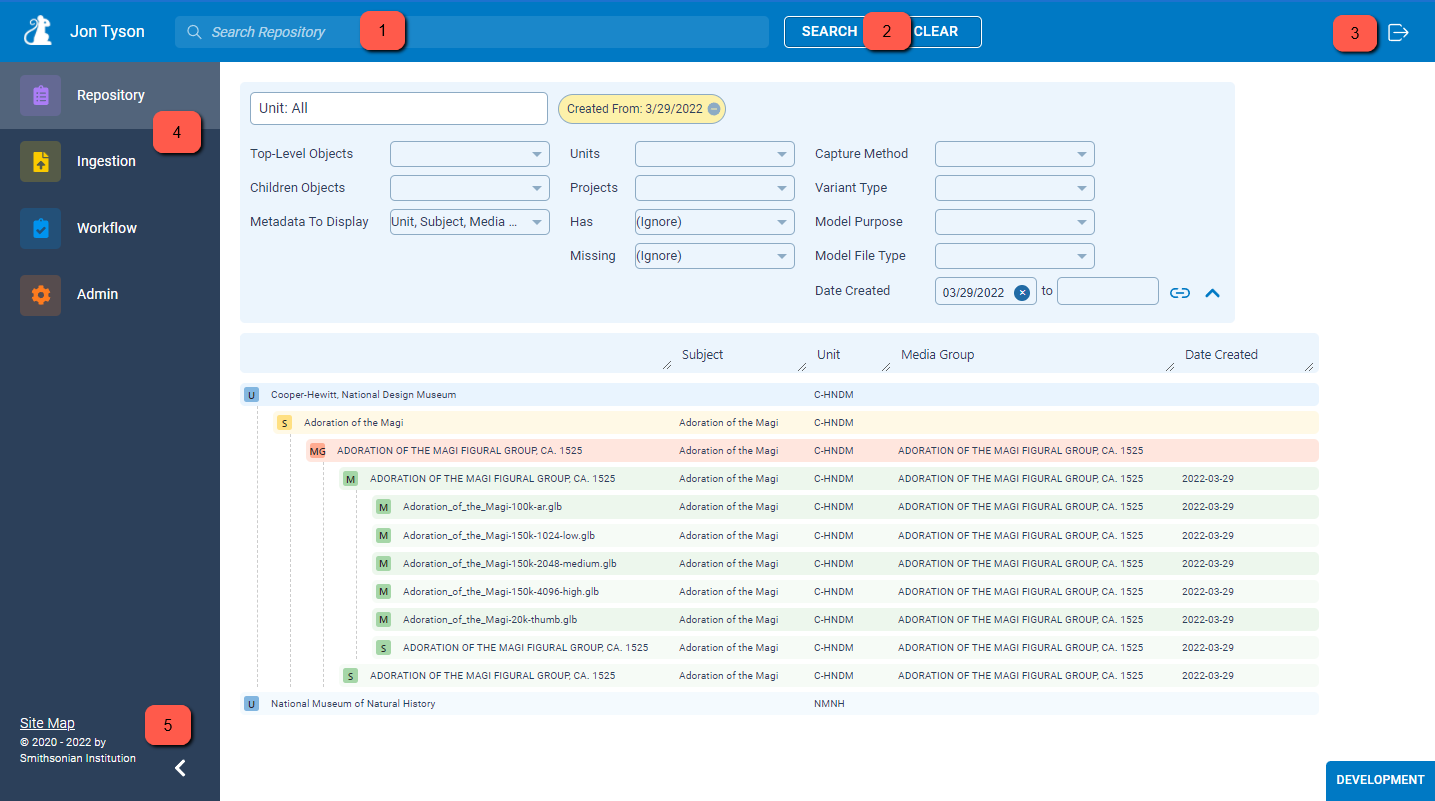 Jon Tyson
Search Repository
1
SEARCH
2
CLEAR
3
Repository
4
Ingestion
Workflow
Admin
Site Map
© 2020 - 2022 by
Smithsonian Institution
5
Unit: All
Created From: 3/29/2022
Top-Level Objects
Units
Capture Method
Children Objects
Projects
Variant Type
Metadata To Display
Unit, Subject, Media ...
Has
(Ignore)
Model Purpose
Missing
(Ignore)
Model File Type
Date Created
03/29/2022
to
Subject
Unit
Media Group
Date Created
U Cooper-Hewitt, National Design Museum C-HNDM
S Adoration of the Magi Adoration of the Magi C-HNDM
MG ADORATION OF THE MAGI FIGURAL GROUP, CA. 1525 Adoration of the Magi C-HNDM ADORATION OF THE MAGI FIGURAL GROUP, CA. 1525
M ADORATION OF THE MAGI FIGURAL GROUP, CA. 1525 Adoration of the Magi C-HNDM ADORATION OF THE MAGI FIGURAL GROUP, CA. 1525 2022-03-29
M Adoration_of_the_Magi-100k-ar.glb Adoration of the Magi C-HNDM ADORATION OF THE MAGI FIGURAL GROUP, CA. 1525 2022-03-29
M Adoration_of_the_Magi-150k-1024-low.glb Adoration of the Magi C-HNDM ADORATION OF THE MAGI FIGURAL GROUP, CA. 1525 2022-03-29
M Adoration_of_the_Magi-150k-2048-medium.glb Adoration of the Magi C-HNDM ADORATION OF THE MAGI FIGURAL GROUP, CA. 1525 2022-03-29
M Adoration_of_the_Magi-150k-4096-high.glb Adoration of the Magi C-HNDM ADORATION OF THE MAGI FIGURAL GROUP, CA. 1525 2022-03-29
M Adoration_of_the_Magi-20k-thumb.glb Adoration of the Magi C-HNDM ADORATION OF THE MAGI FIGURAL GROUP, CA. 1525 2022-03-29
S ADORATION OF THE MAGI FIGURAL GROUP, CA. 1525 Adoration of the Magi C-HNDM ADORATION OF THE MAGI FIGURAL GROUP, CA. 1525 2022-03-29
S ADORATION OF THE MAGI FIGURAL GROUP, CA. 1525 Adoration of the Magi C-HNDM ADORATION OF THE MAGI FIGURAL GROUP, CA. 1525 2022-03-29
U National Museum of Natural History NMNH
DEVELOPMENT